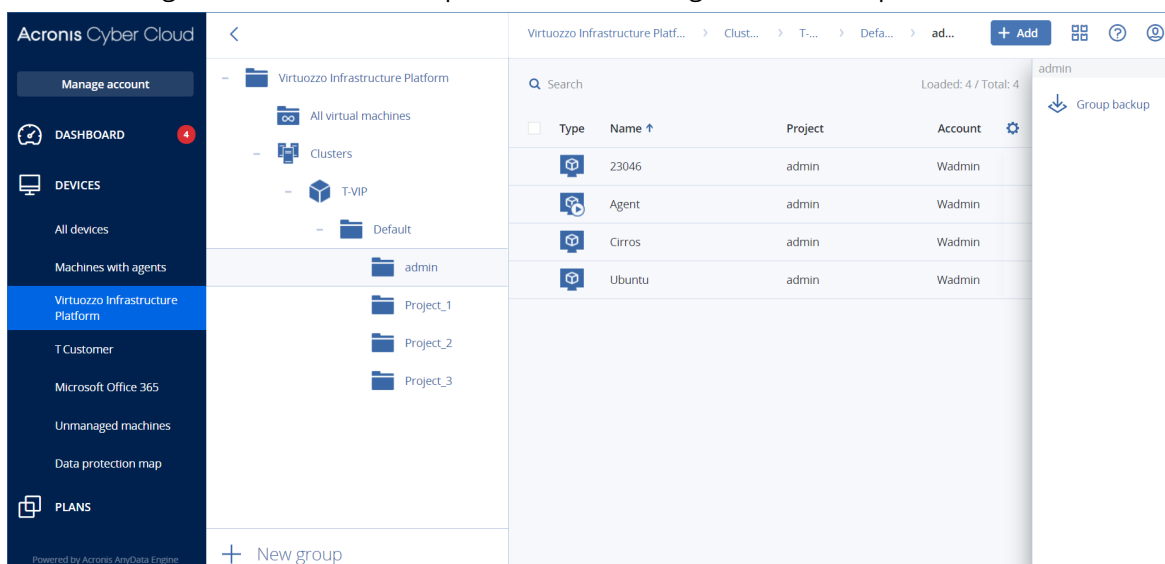 Acronis Cyber Cloud
Manage account
DASHBOARD 4
DEVICES
All devices
Machines with agents
Virtuozzo Infrastructure
Platform
T Customer
Microsoft Office 365
Unmanaged machines
Data protection map
PLANS
Powered by Acronis AnyData Engine
Virtuozzo Infrastructure Platform
All virtual machines
Clusters
T-VIP
Default
admin
Project_1
Project_2
Project_3
New group
Virtuozzo Infrastructure Platf... > Clust... > T-... > Defa... > ad...
+ Add
Search Loaded: 4 / Total: 4
Type Name ↑ Project Account
23046 admin Wadmin
Agent admin Wadmin
Cirros admin Wadmin
Ubuntu admin Wadmin
admin
Group backup